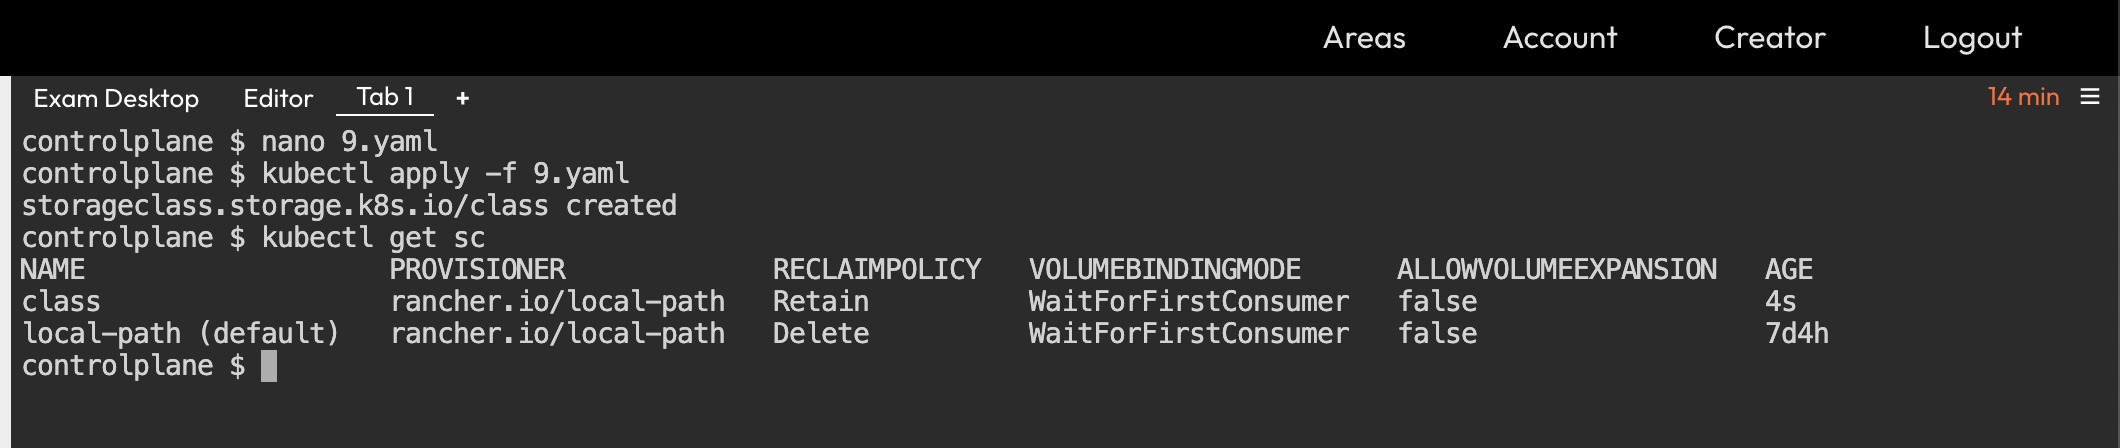 Areas Account Creator Logout
Exam Desktop Editor Tab 1 + 14 min
controlplane $ nano 9.yaml
controlplane $ kubectl apply -f 9.yaml
storageclass.storage.k8s.io/class created
controlplane $ kubectl get sc
NAME PROVISIONER RECLAIMPOLICY VOLUMEBINDINGMODE ALLOWVOLUMEEXPANSION AGE
class rancher.io/local-path Retain WaitForFirstConsumer false 4s
local-path (default) rancher.io/local-path Delete WaitForFirstConsumer false 7d4h
controlplane $